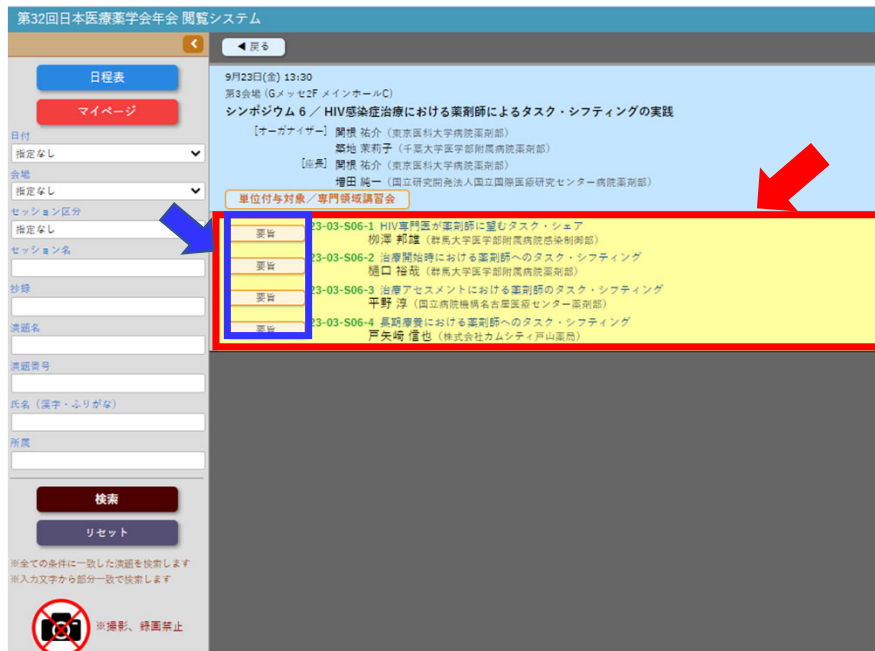 第32回日本医療薬学会年会 閲覧システム
◀戻る
日程表
マイページ
日付
指定なし
会場
指定なし
セッション区分
指定なし
セッション名
抄録
演題名
演題番号
氏名（漢字・ふりがな）
所属
検索
リセット
※全ての条件に一致した演題を検索します
※入力文字から部分一致で検索します
※撮影、録画禁止
9月23日(金) 13:30
第3会場 (Gメッセ2F メインホールC)
シンポジウム 6 ／ HIV感染症治療における薬剤師によるタスク・シフティングの実践
[オーガナイザー] 関根 祐介（東京医科大学病院薬剤部）
築地 茉莉子（千葉大学医学部附属病院薬剤部）
[座長] 関根 祐介（東京医科大学病院薬剤部）
増田 純一（国立研究開発法人国立国際医療研究センター病院薬剤部）
単位付与対象／専門領域講習会
要旨 23-03-S06-1 HIV専門医が薬剤師に望むタスク・シェア
柳澤 邦雄（群馬大学医学部附属病院感染制御部）
要旨 23-03-S06-2 治療開始時における薬剤師へのタスク・シフティング
樋口 裕哉（群馬大学医学部附属病院薬剤部）
要旨 23-03-S06-3 治療アセスメントにおける薬剤師のタスク・シフティング
平野 淳（国立病院機構名古屋医療センター薬剤部）
要旨 23-03-S06-4 長期療養における薬剤師へのタスク・シフティング
戸矢崎 信也（株式会社カムシティ戸山薬局）